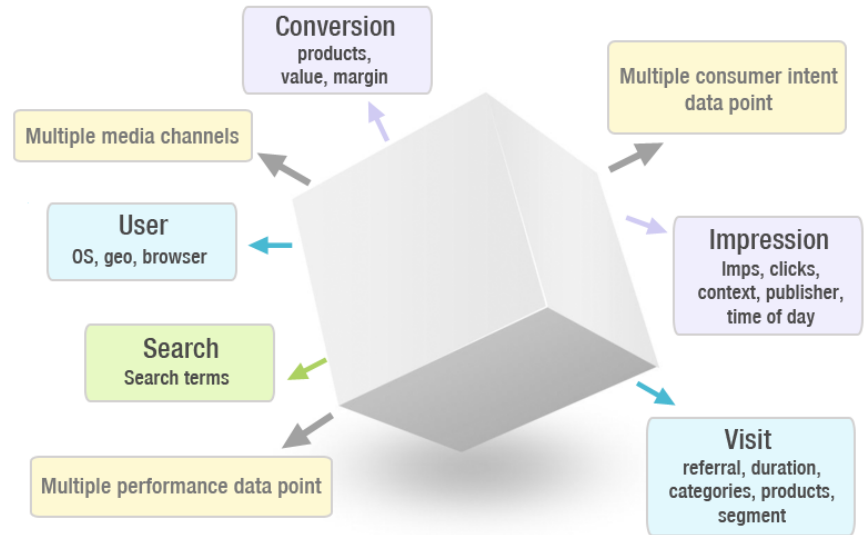 Conversion
products,
value, margin
Multiple consumer intent
data point
Multiple media channels
User
OS, geo, browser
Impression
Imps, clicks,
context, publisher,
time of day
Search
Search terms
Visit
referral, duration,
categories, products,
segment
Multiple performance data point